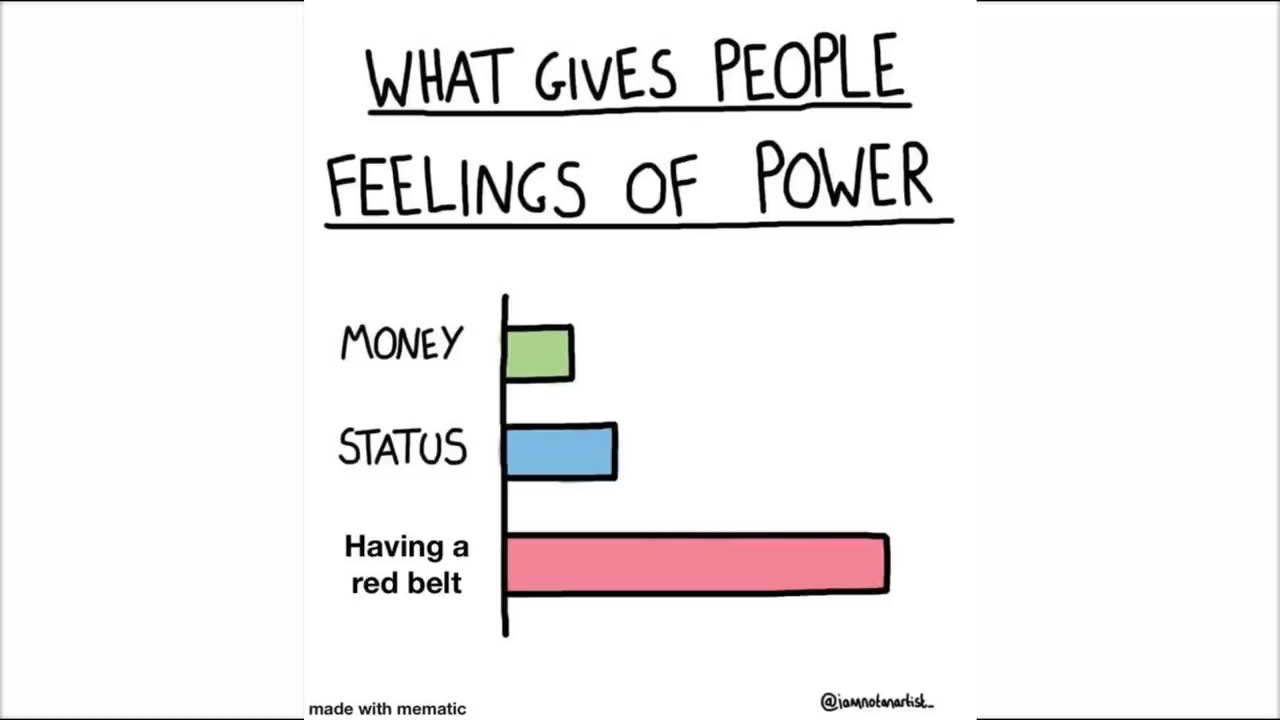 WHAT GIVES PEOPLE
FEELINGS OF POWER
MONEY
STATUS
Having a
red belt
made with mematic
@iamnotanartist_